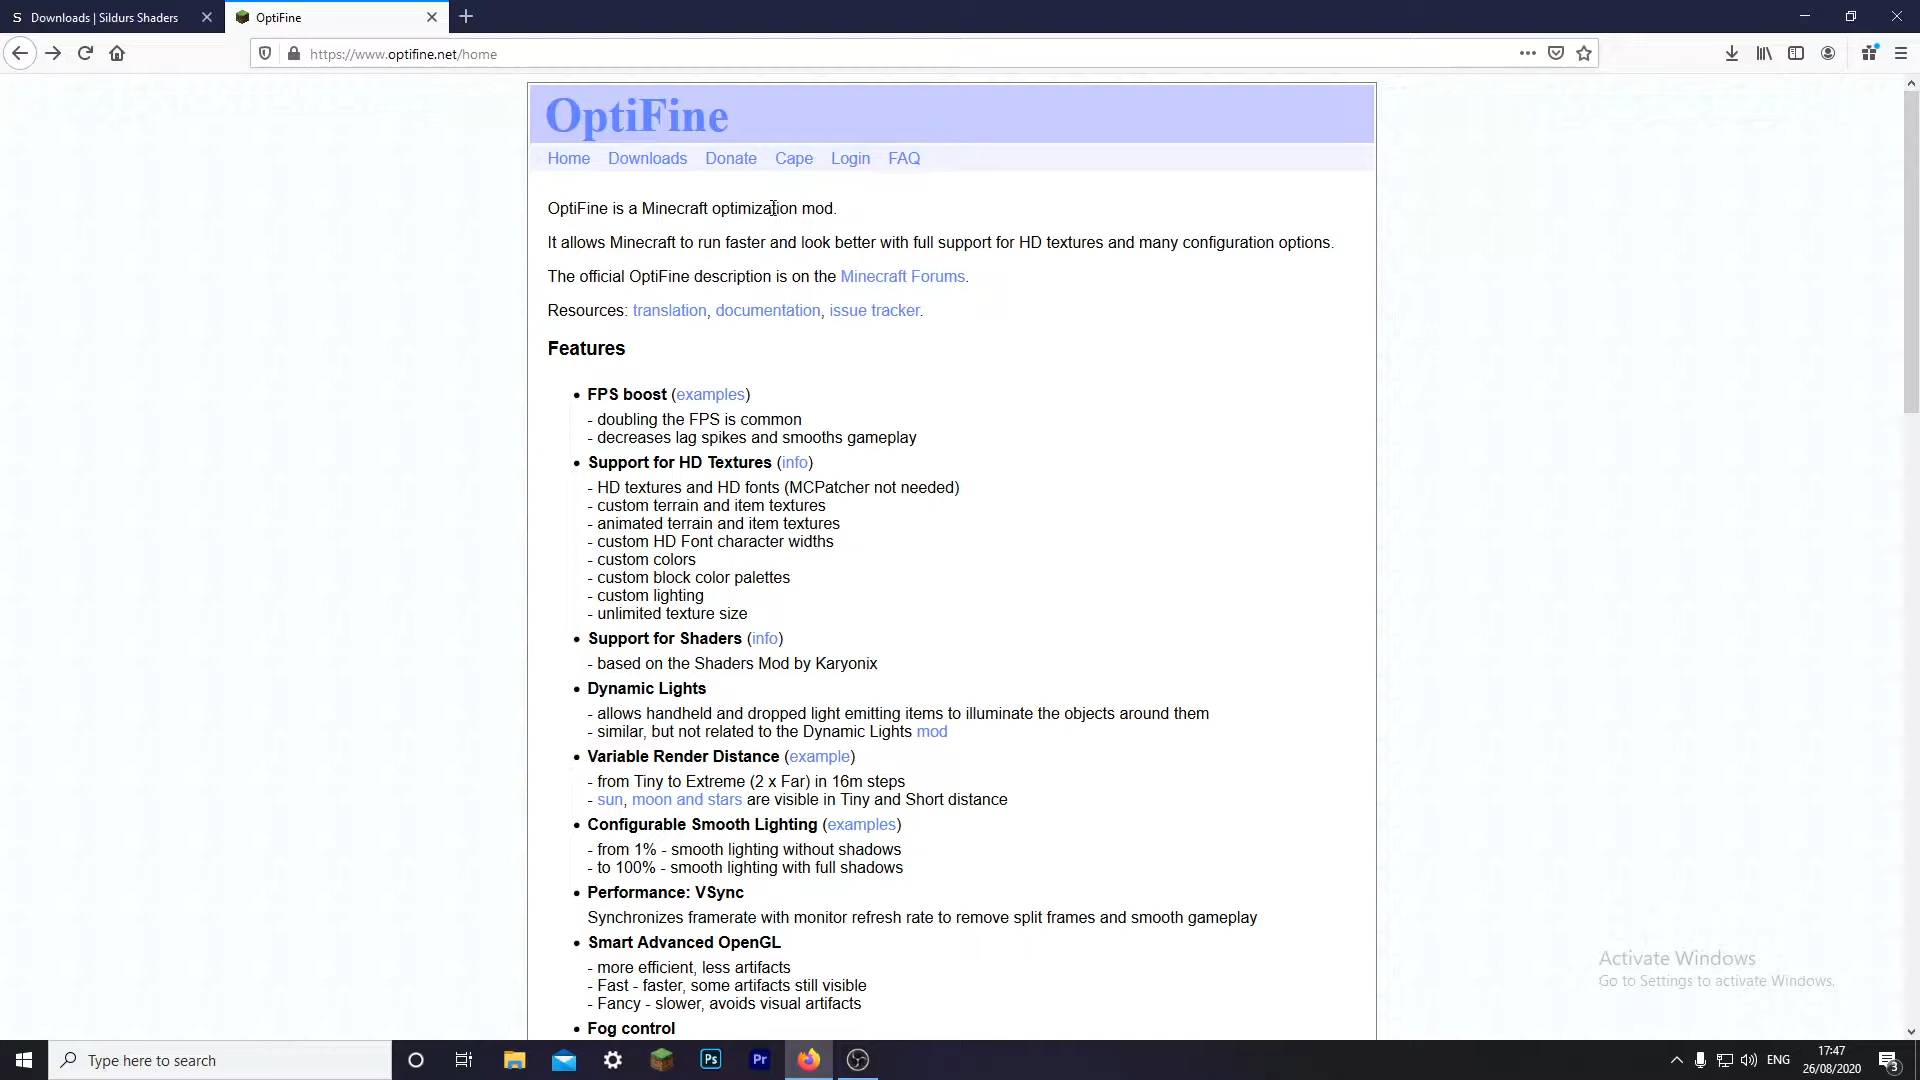 S Downloads | Sildurs Shaders
OptiFine
https://www.optifine.net/home
OptiFine
Home Downloads Donate Cape Login FAQ
OptiFine is a Minecraft optimization mod.
It allows Minecraft to run faster and look better with full support for HD textures and many configuration options.
The official OptiFine description is on the Minecraft Forums.
Resources: translation, documentation, issue tracker.
Features
• FPS boost (examples)
- doubling the FPS is common
- decreases lag spikes and smooths gameplay
• Support for HD Textures (info)
- HD textures and HD fonts (MCPatcher not needed)
- custom terrain and item textures
- animated terrain and item textures
- custom HD Font character widths
- custom colors
- custom block color palettes
- custom lighting
- unlimited texture size
• Support for Shaders (info)
- based on the Shaders Mod by Karyonix
• Dynamic Lights
- allows handheld and dropped light emitting items to illuminate the objects around them
- similar, but not related to the Dynamic Lights mod
• Variable Render Distance (example)
- from Tiny to Extreme (2 x Far) in 16m steps
- sun, moon and stars are visible in Tiny and Short distance
• Configurable Smooth Lighting (examples)
- from 1% - smooth lighting without shadows
- to 100% - smooth lighting with full shadows
• Performance: VSync
Synchronizes framerate with monitor refresh rate to remove split frames and smooth gameplay
• Smart Advanced OpenGL
- more efficient, less artifacts
- Fast - faster, some artifacts still visible
- Fancy - slower, avoids visual artifacts
• Fog control
Activate Windows
Go to Settings to activate Windows.
Type here to search
Ps
Pr
ENG
17:47
26/08/2020
3